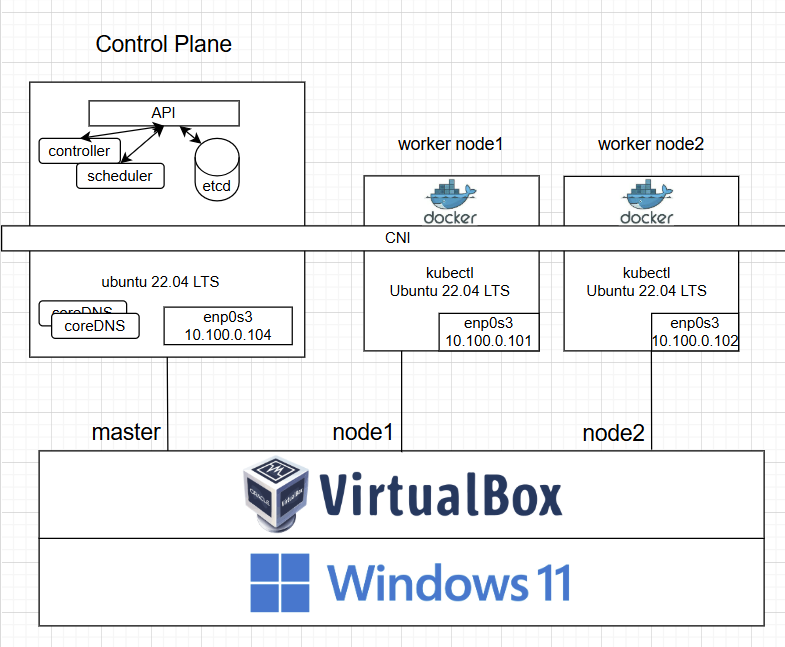 Control Plane
API
controller
scheduler
etcd
worker node1
worker node2
docker
docker
CNI
ubuntu 22.04 LTS
coreDNS
coreDNS
enp0s3
10.100.0.104
kubectl
Ubuntu 22.04 LTS
enp0s3
10.100.0.101
kubectl
Ubuntu 22.04 LTS
enp0s3
10.100.0.102
master
node1
node2
ORACLE
VirtualBox
VirtualBox
Windows 11